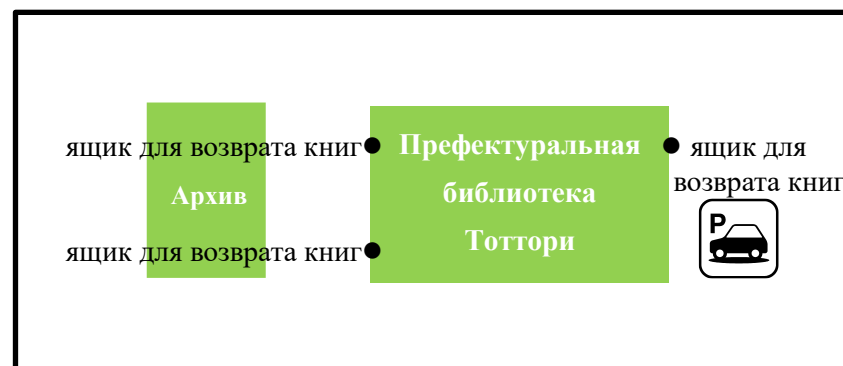 ящик для возврата книг
Архив
ящик для возврата книг
Префектуральная
библиотека
Тоттори
ящик для
возврата книг
P